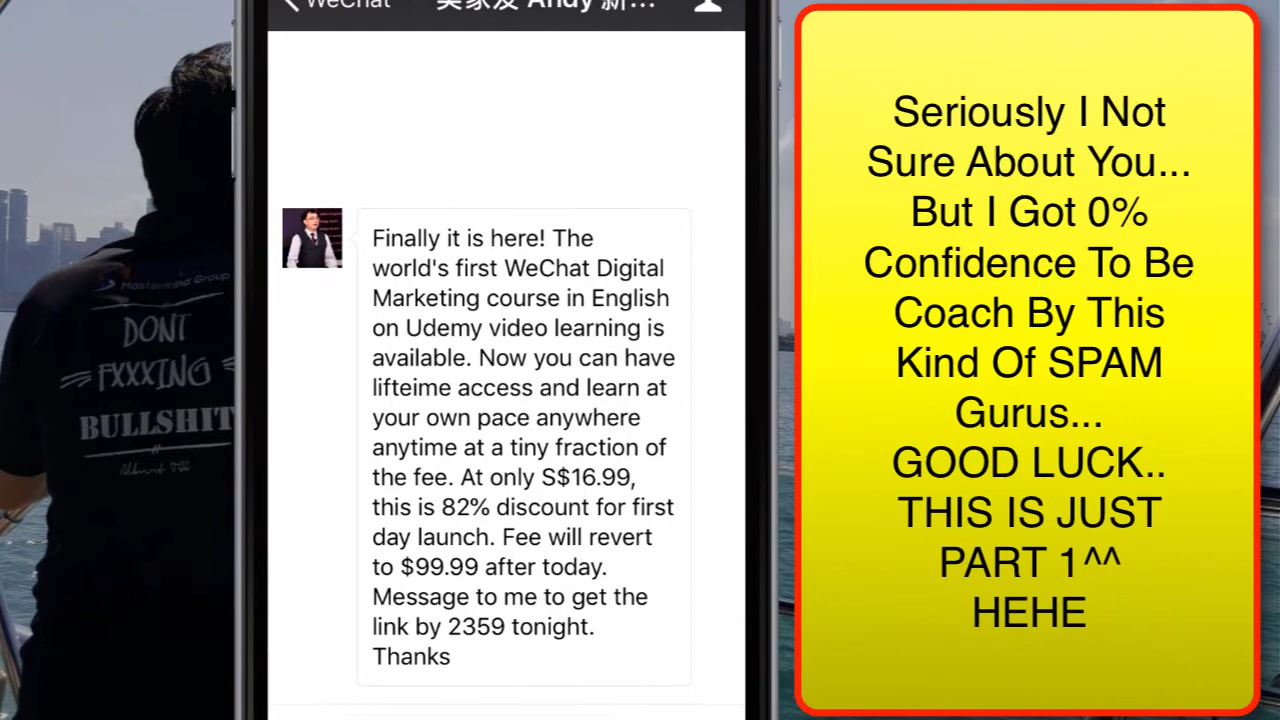 WeChat
Andy 新...
Mastermind Group
DONT
FXXXING
BULLSHIT
Finally it is here! The
world's first WeChat Digital
Marketing course in English
on Udemy video learning is
available. Now you can have
lifteime access and learn at
your own pace anywhere
anytime at a tiny fraction of
the fee. At only S$16.99,
this is 82% discount for first
day launch. Fee will revert
to $99.99 after today.
Message to me to get the
link by 2359 tonight.
Thanks
Seriously I Not
Sure About You...
But I Got 0%
Confidence To Be
Coach By This
Kind Of SPAM
Gurus...
GOOD LUCK..
THIS IS JUST
PART 1^^
HEHE